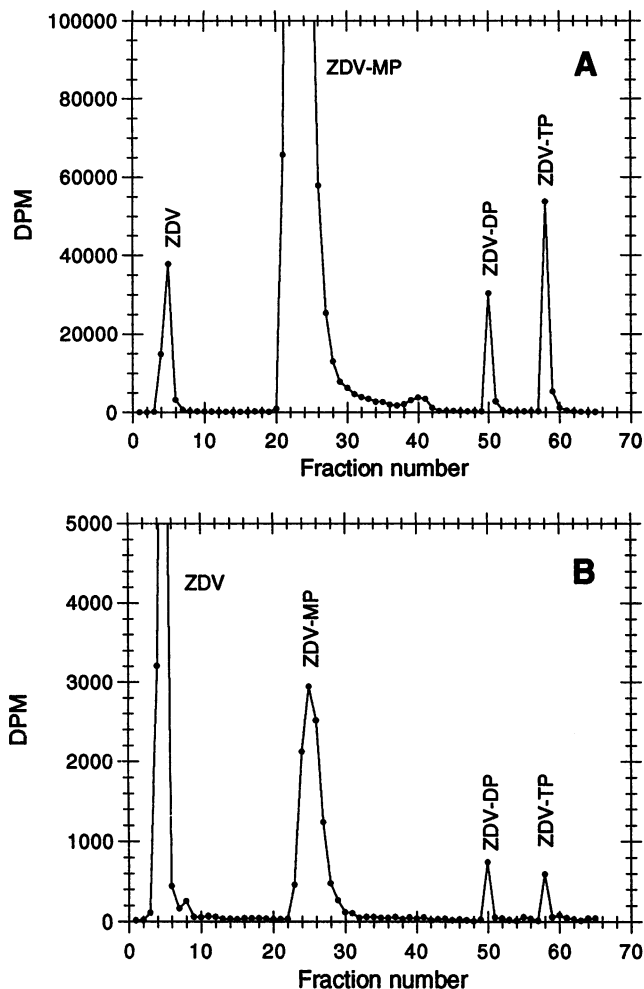 A
100000
80000
60000
40000
20000
0
DPM
ZDV
ZDV-MP
ZDV-DP
ZDV-TP
0 10 20 30 40 50 60 70
Fraction number
B
5000
4000
3000
2000
1000
0
DPM
ZDV
ZDV-MP
ZDV-DP
ZDV-TP
0 10 20 30 40 50 60 70
Fraction number